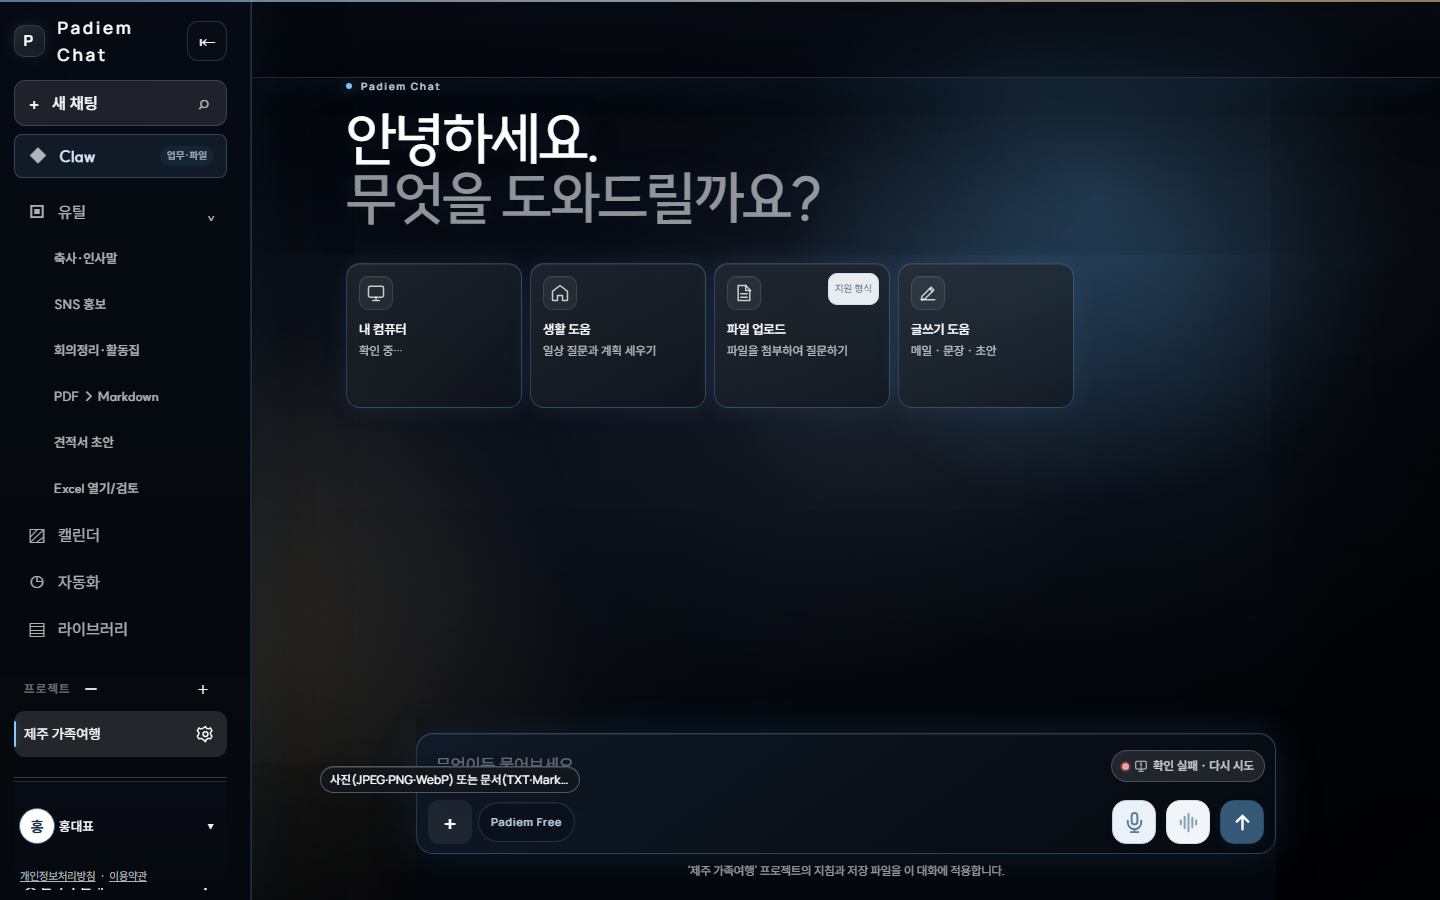 P
Padiem
Chat
+ 새 채팅
Claw
업무·파일
유틸
축사·인사말
SNS 홍보
회의정리·활동집
PDF > Markdown
견적서 초안
Excel 열기/검토
캘린더
자동화
라이브러리
프로젝트
제주 가족여행
홍
홍대표
개인정보처리방침 · 이용약관
Padiem Chat
안녕하세요.
무엇을 도와드릴까요?
내 컴퓨터
확인 중…
생활 도움
일상 질문과 계획 세우기
지원 형식
파일 업로드
파일을 첨부하여 질문하기
글쓰기 도움
메일 · 문장 · 초안
무엇이든 물어보세요
사진(JPEG·PNG·WebP) 또는 문서(TXT·Mark...
확인 실패 · 다시 시도
+
Padiem Free
'제주 가족여행' 프로젝트의 지침과 저장 파일을 이 대화에 적용합니다.